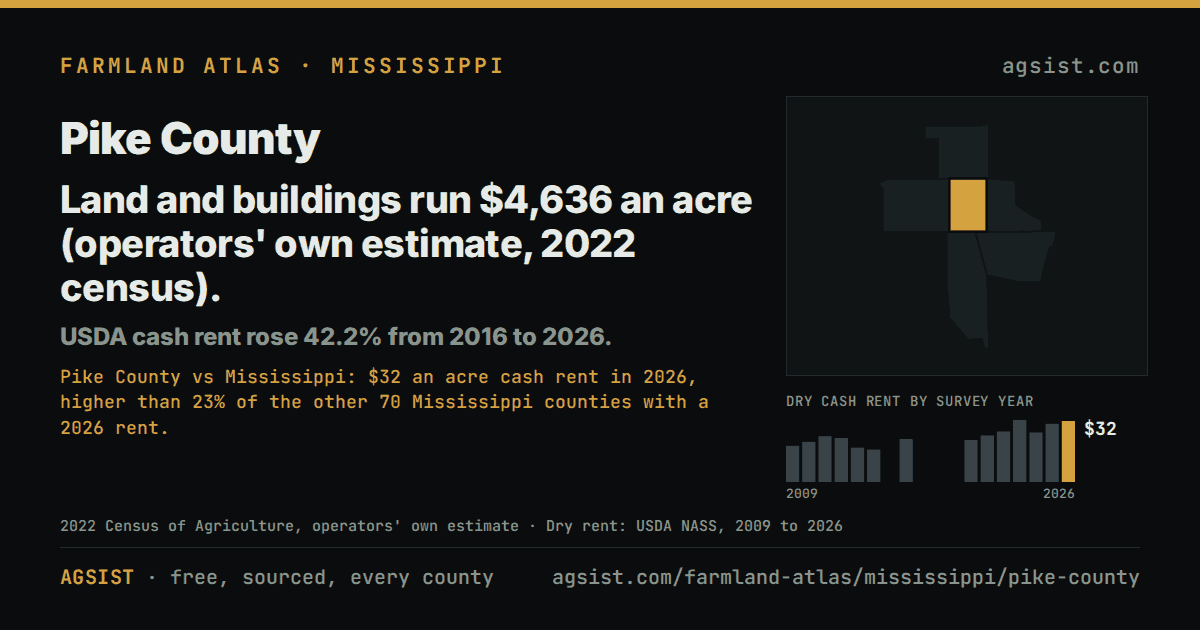 FARMLAND ATLAS · MISSISSIPPI
agsist.com
Pike County
Land and buildings run $4,636 an acre
(operators' own estimate, 2022
census).
USDA cash rent rose 42.2% from 2016 to 2026.
Pike County vs Mississippi: $32 an acre cash rent in 2026,
higher than 23% of the other 70 Mississippi counties with a
2026 rent.
DRY CASH RENT BY SURVEY YEAR
$32
2009
2026
2022 Census of Agriculture, operators' own estimate · Dry rent: USDA NASS, 2009 to 2026
AGSIST · free, sourced, every county
agsist.com/farmland-atlas/mississippi/pike-county